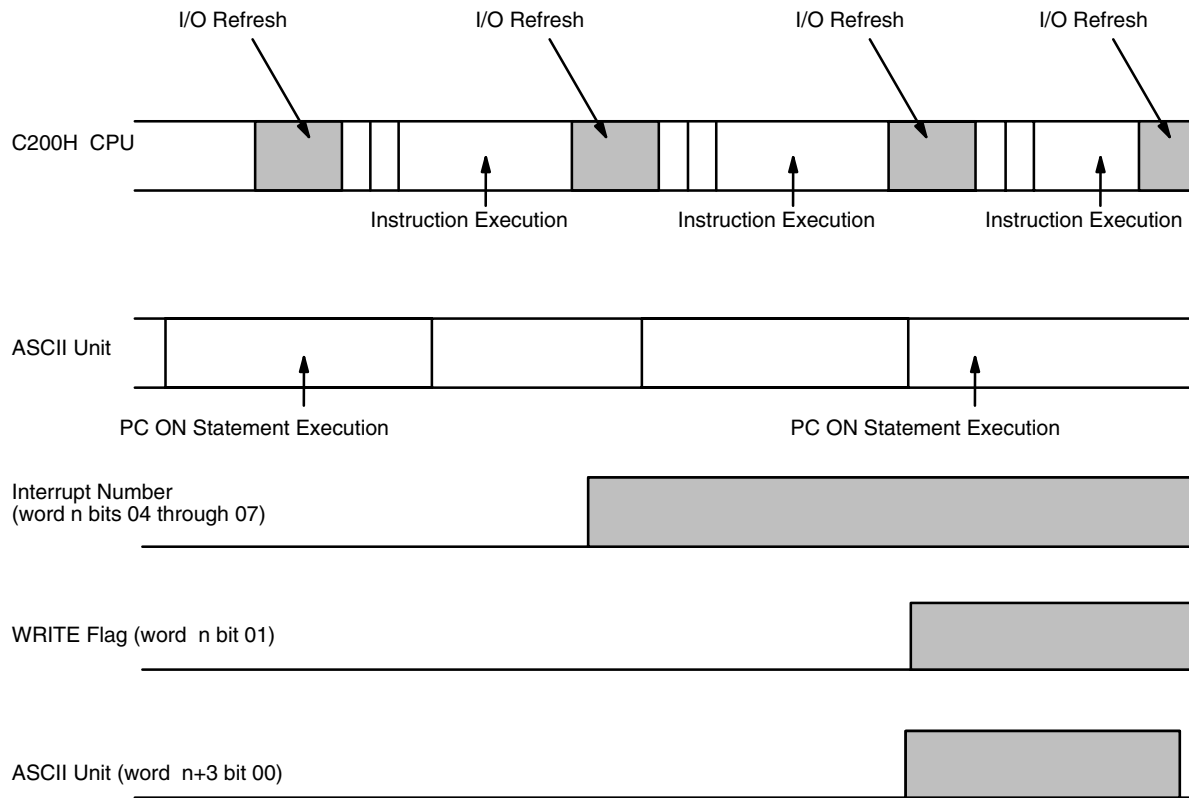 I/O Refresh
I/O Refresh
I/O Refresh
I/O Refresh
C200H CPU
Instruction Execution
Instruction Execution
Instruction Execution
ASCII Unit
PC ON Statement Execution
PC ON Statement Execution
Interrupt Number
(word n bits 04 through 07)
WRITE Flag (word n bit 01)
ASCII Unit (word n+3 bit 00)